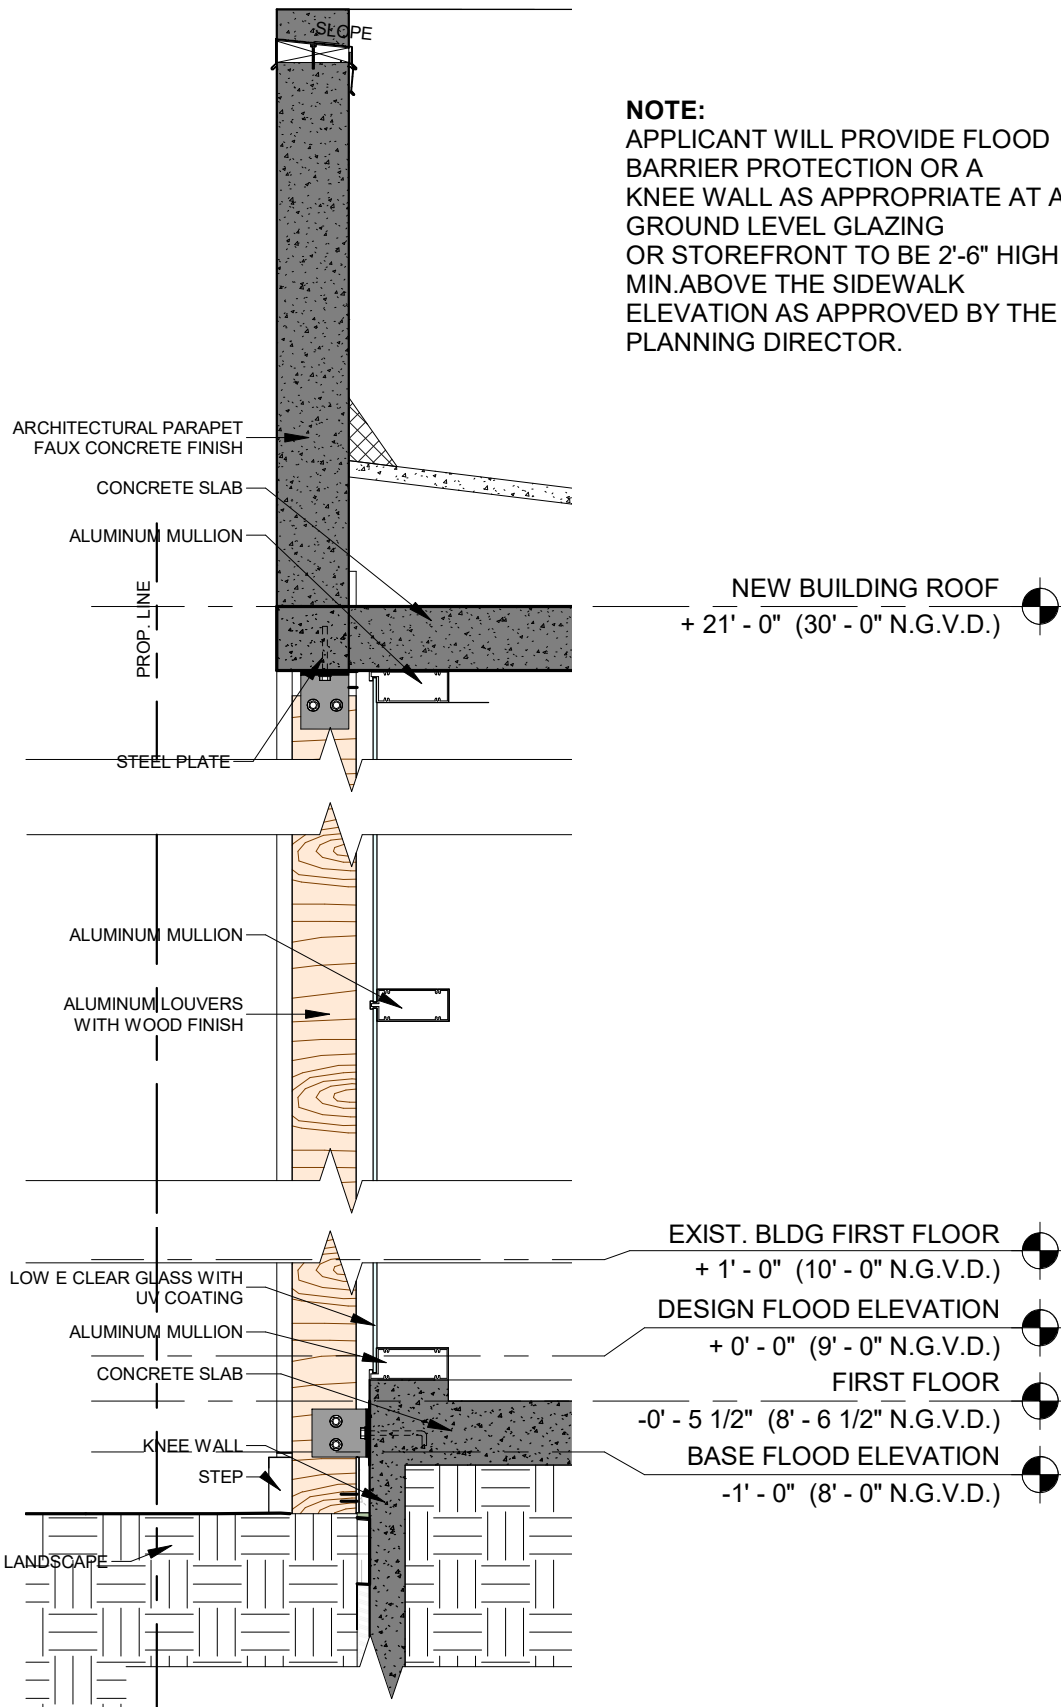 SLOPE
NOTE:
APPLICANT WILL PROVIDE FLOOD
BARRIER PROTECTION OR A
KNEE WALL AS APPROPRIATE AT
GROUND LEVEL GLAZING
OR STOREFRONT TO BE 2'-6" HIGH
MIN.ABOVE THE SIDEWALK
ELEVATION AS APPROVED BY THE
PLANNING DIRECTOR.
ARCHITECTURAL PARAPET
FAUX CONCRETE FINISH
CONCRETE SLAB
ALUMINUM MULLION
PROP. LINE
NEW BUILDING ROOF
+ 21' - 0" (30' - 0" N.G.V.D.)
STEEL PLATE
ALUMINUM MULLION
ALUMINUM LOUVERS
WITH WOOD FINISH
EXIST. BLDG FIRST FLOOR
+ 1' - 0" (10' - 0" N.G.V.D.)
LOW E CLEAR GLASS WITH
UV COATING
DESIGN FLOOD ELEVATION
+ 0' - 0" (9' - 0" N.G.V.D.)
ALUMINUM MULLION
CONCRETE SLAB
FIRST FLOOR
-0' - 5 1/2" (8' - 6 1/2" N.G.V.D.)
KNEE WALL
BASE FLOOD ELEVATION
-1' - 0" (8' - 0" N.G.V.D.)
STEP
LANDSCAPE